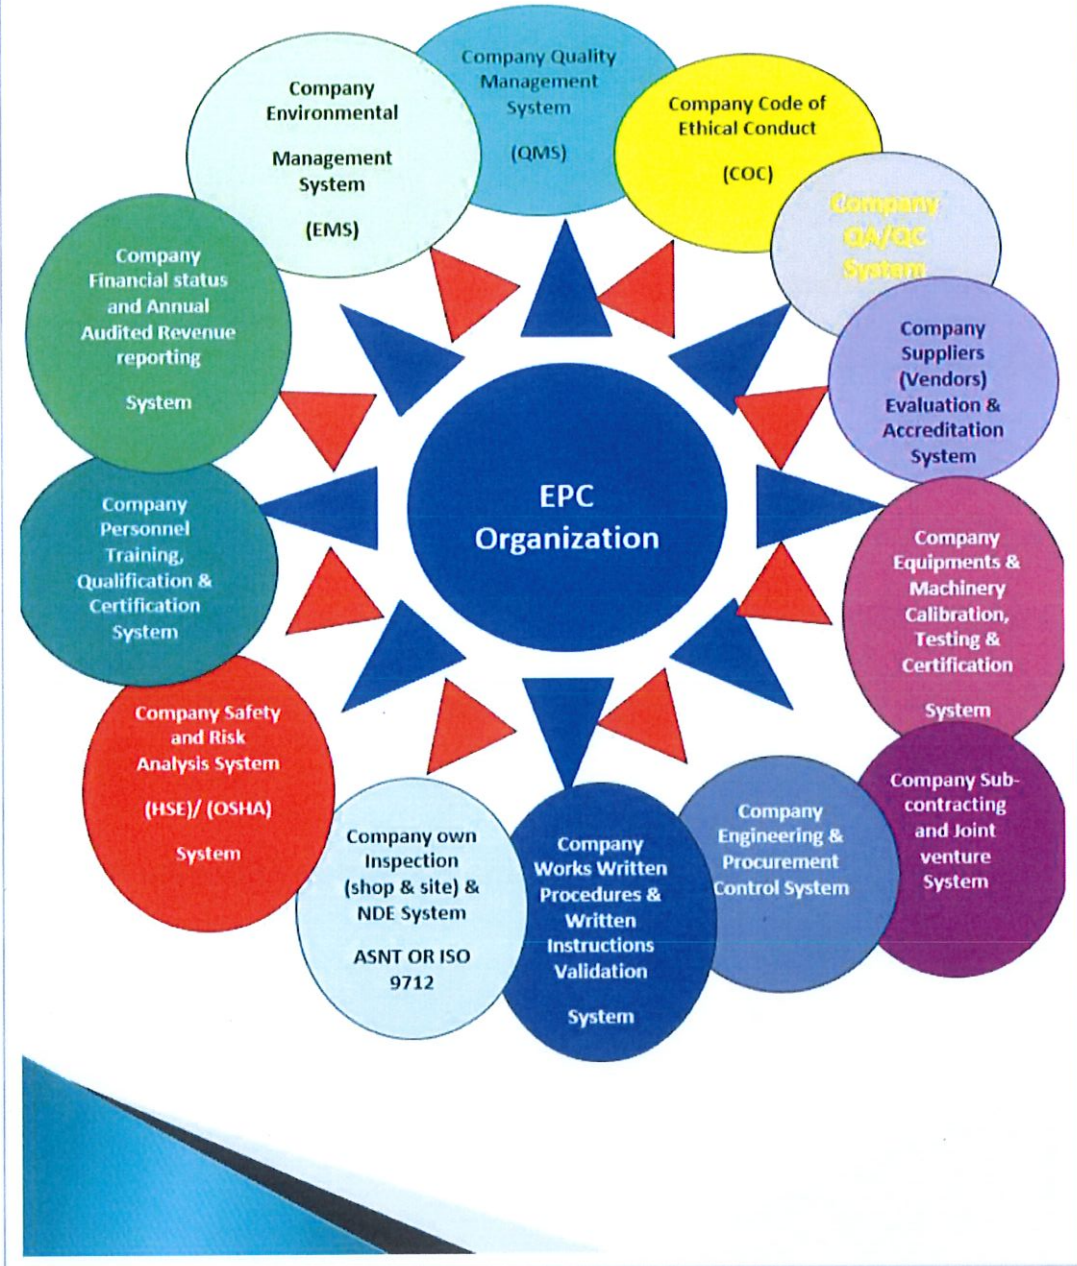 Company Quality
Management
System
(QMS)
Company Code of
Ethical Conduct
(COC)
Company
QA/QC
System
Company
Suppliers
(Vendors)
Evaluation &
Accreditation
System
Company
Equipments &
Machinery
Calibration,
Testing &
Certification
System
Company Sub-
contracting
and Joint
venture
System
Company
Engineering &
Procurement
Control System
Company
Works Written
Procedures &
Written
Instructions
Validation
System
Company own
Inspection
(shop & site) &
NDE System
ASNT OR ISO
9712
Company Safety
and Risk
Analysis System
(HSE)/ (OSHA)
System
Company
Personnel
Training,
Qualification &
Certification
System
Company
Financial status
and Annual
Audited Revenue
reporting
System
Company
Environmental
Management
System
(EMS)
EPC
Organization